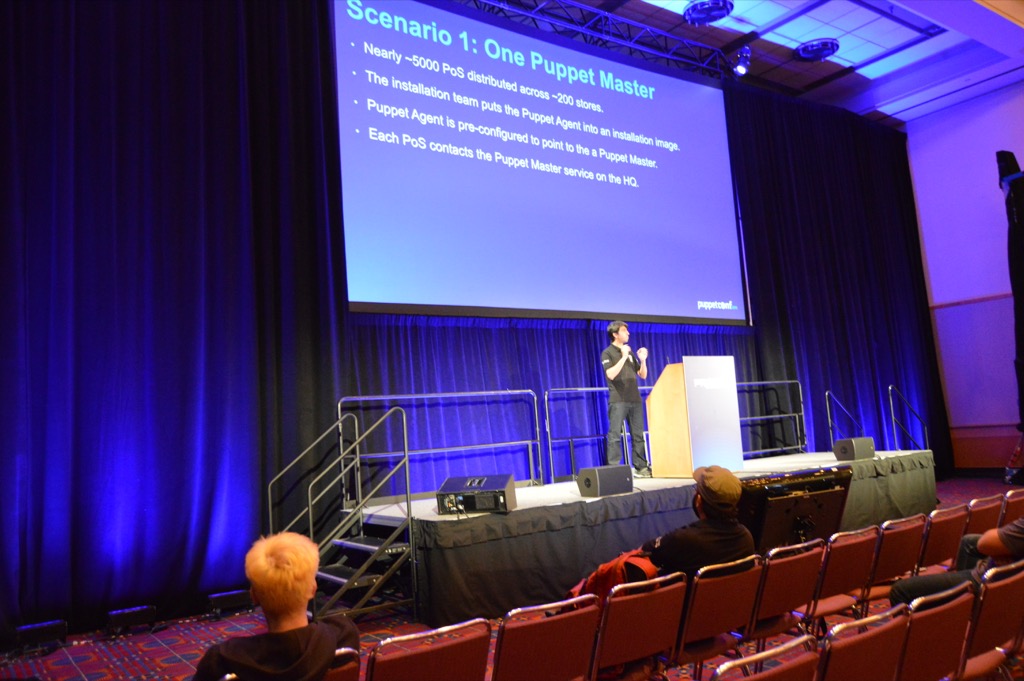 Scenario 1: One Puppet Master
• Nearly ~5000 PoS distributed across ~200 stores.
• The installation team puts the Puppet Agent into an installation image.
• Puppet Agent is pre-configured to point to the a Puppet Master.
• Each PoS contacts the Puppet Master service on the HQ.
puppetconf